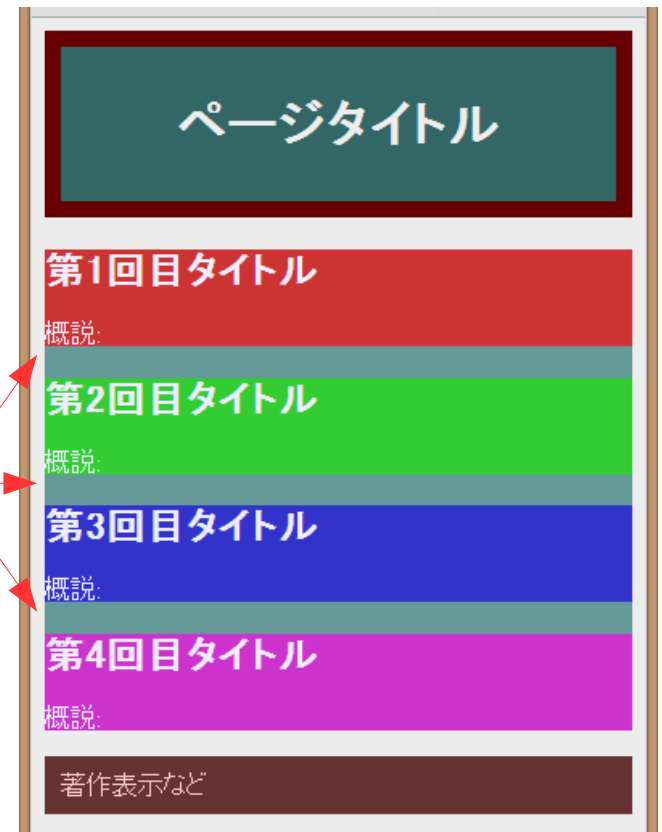 ページタイトル
第1回目タイトル
概説:
第2回目タイトル
概説:
第3回目タイトル
概説:
第4回目タイトル
概説:
著作表示など